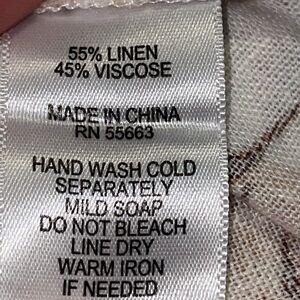 55% LINEN
45% VISCOSE
MADE IN CHINA
RN 55663
HAND WASH COLD
SEPARATELY
MILD SOAP
DO NOT BLEACH
LINE DRY
WARM IRON
IF NEEDED